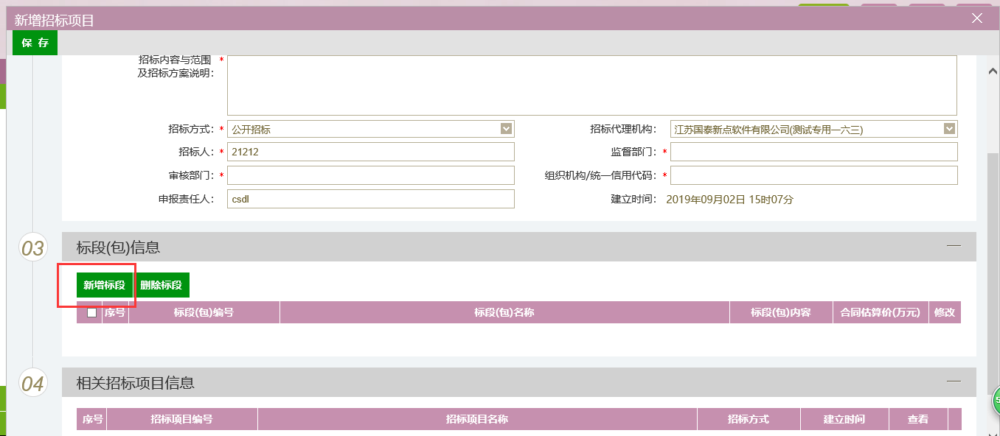 新增招标项目
保 存
招标内容与范围 *
及招标方案说明：
招标方式：* 公开招标 招标代理机构： 江苏国泰新点软件有限公司(测试专用一六三)
招标人：* 21212 监督部门：*
审核部门：* 组织机构/统一信用代码：*
申报责任人： csdl 建立时间： 2019年09月02日 15时07分
03 标段(包)信息
新增标段 删除标段
序号 标段(包)编号 标段(包)名称 标段(包)内容 合同估算价(万元) 修改
04 相关招标项目信息
序号 招标项目编号 招标项目名称 招标方式 建立时间 查看